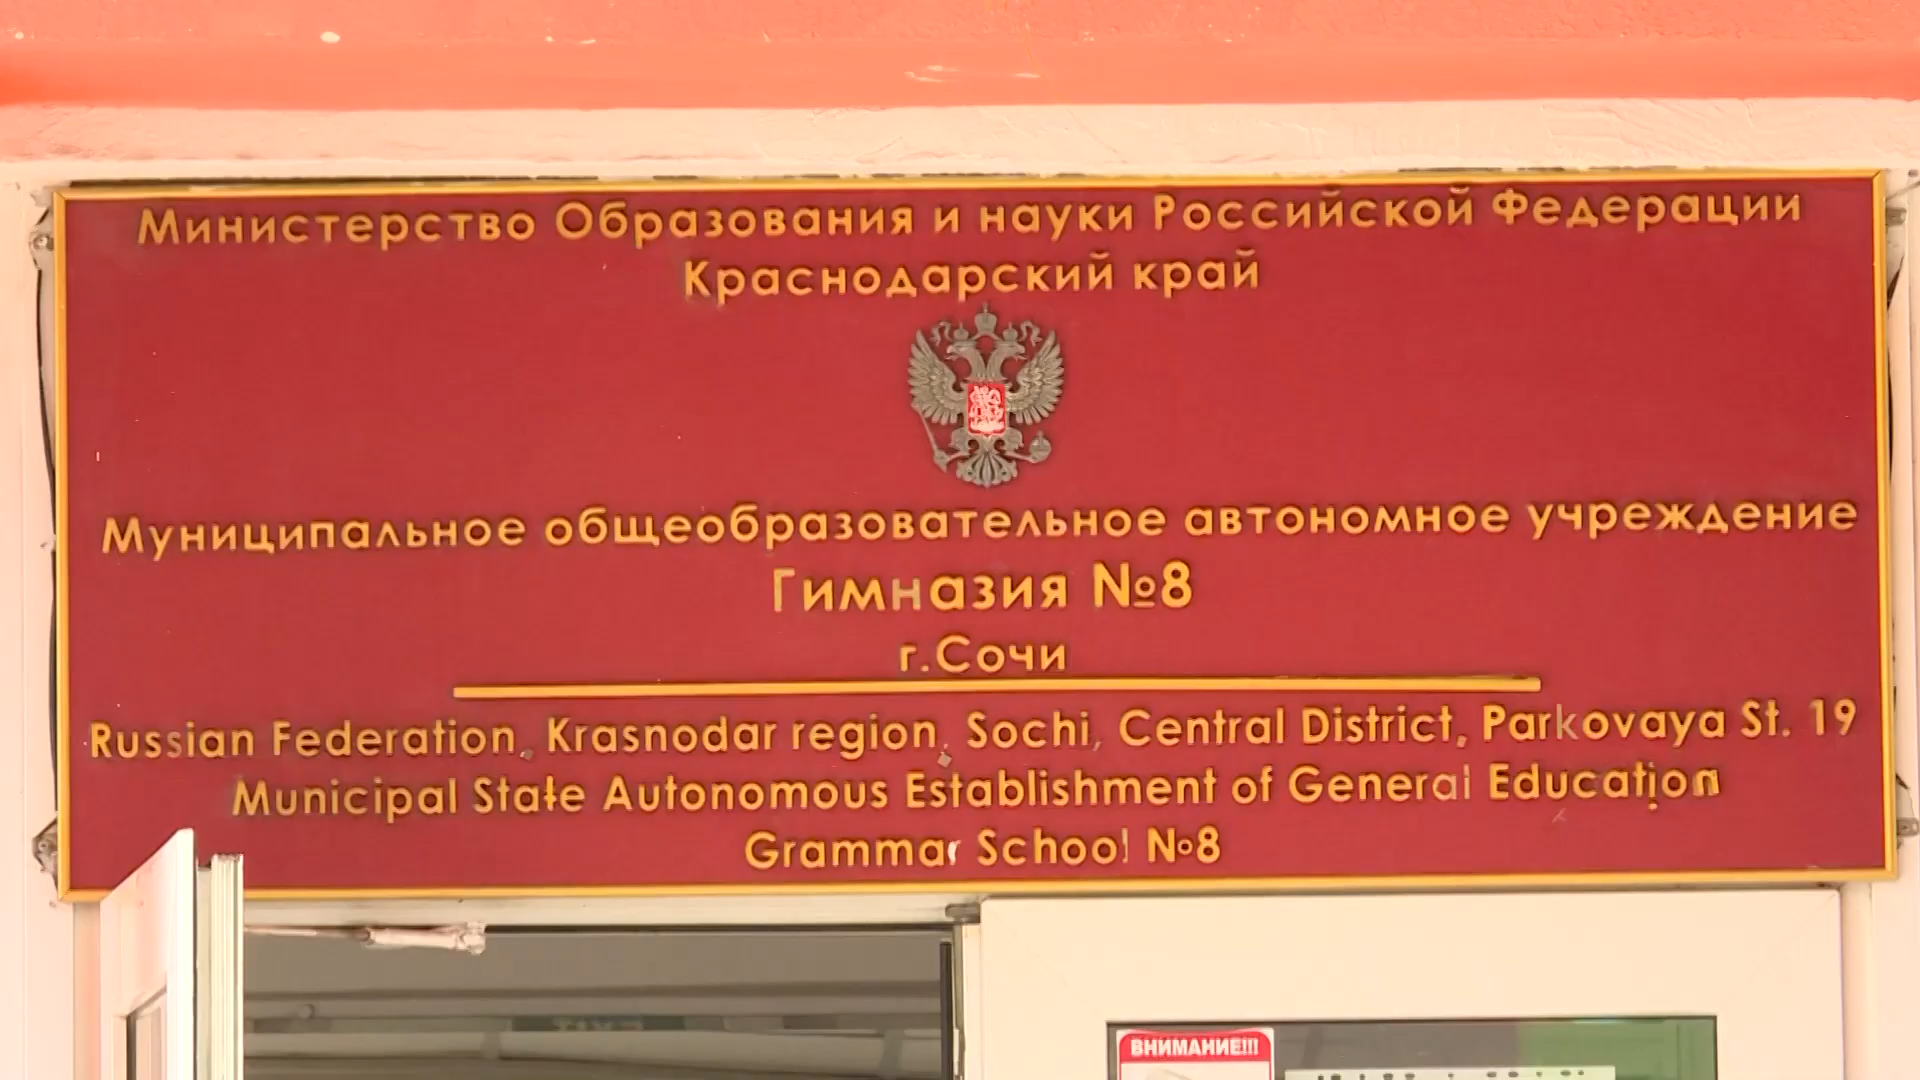 Министерство Образования и науки Российской Федерации
Краснодарский край
Муниципальное общеобразовательное автономное учреждение
Гимназия №8
г.Сочи
Russian Federation, Krasnodar region, Sochi, Central District, Parkovaya St. 19
Municipal State Autonomous Establishment of General Education
Grammar School №8
ВНИМАНИЕ!!!